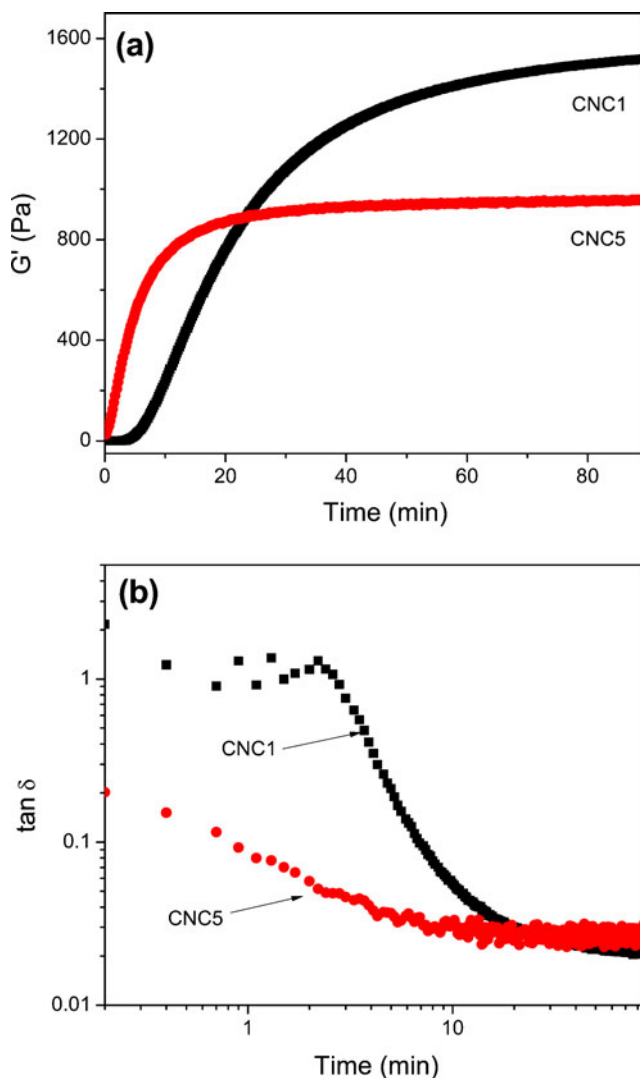 (a)
1600
1200
800
400
0
G' (Pa)
CNC1
CNC5
0 20 40 60 80
Time (min)
(b)
1
0.1
0.01
tan δ
CNC1
CNC5
1 10
Time (min)